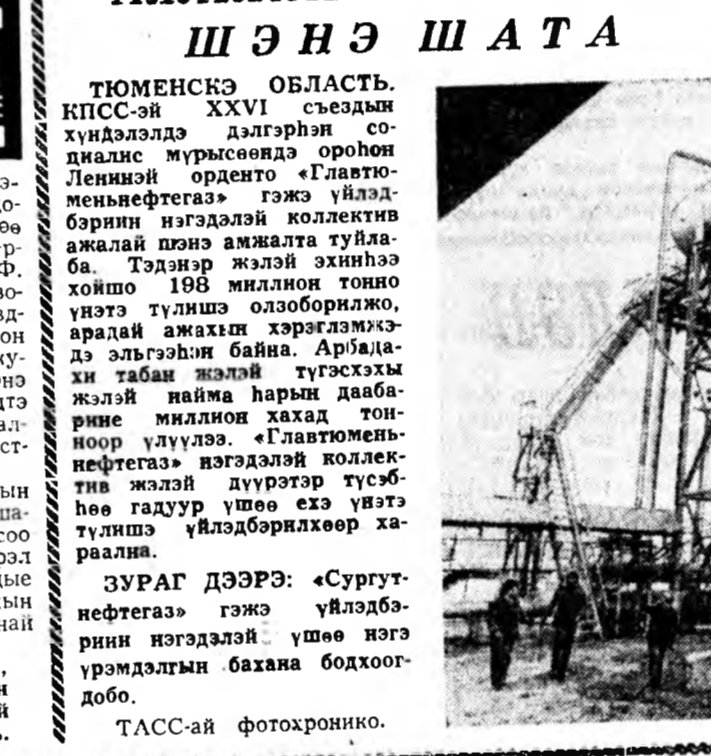 ШЭНЭ ШАТА
ТЮМЕНСКЭ ОБЛАСТЬ.
КПСС-эй XXVI съездын
хүндэлэлдэ дэлгэрһэн со-
циалис мүрысөөндэ ороһон
Ленинэй орденто «Главтю-
меньнефтегаз» гэжэ үйлэд-
бэриин нэгэдэлэй коллектив
ажалай шэнэ амжалта туйла-
ба. Тэдэнэр жэлэй эхинһээ
хойшо 198 миллион тонно
үнэтэ түлишэ олзоборилжо,
арадай ажахын хэрэглэмжэ-
дэ эльгээһэн байна. Арбада-
хи табан жэлэй түгэсхэхы
жэлэй найма һарын дааба-
рине миллион хахад тон-
ноор үлүүлээ. «Главтюмень-
нефтегаз» нэгэдэлэй коллек-
тив жэлэй дүүрэтэр түсэб-
һөө гадуур үшөө ехэ үнэтэ
түлишэ үйлэдбэрилхөөр ха-
раална.
ЗУРАГ ДЭЭРЭ: «Сургут-
нефтегаз» гэжэ үйлэдбэ-
риин нэгэдэлэй үшөө нэгэ
үрэмдэлгын бахана бодхоог-
добо.
ТАСС-ай фотохронико.